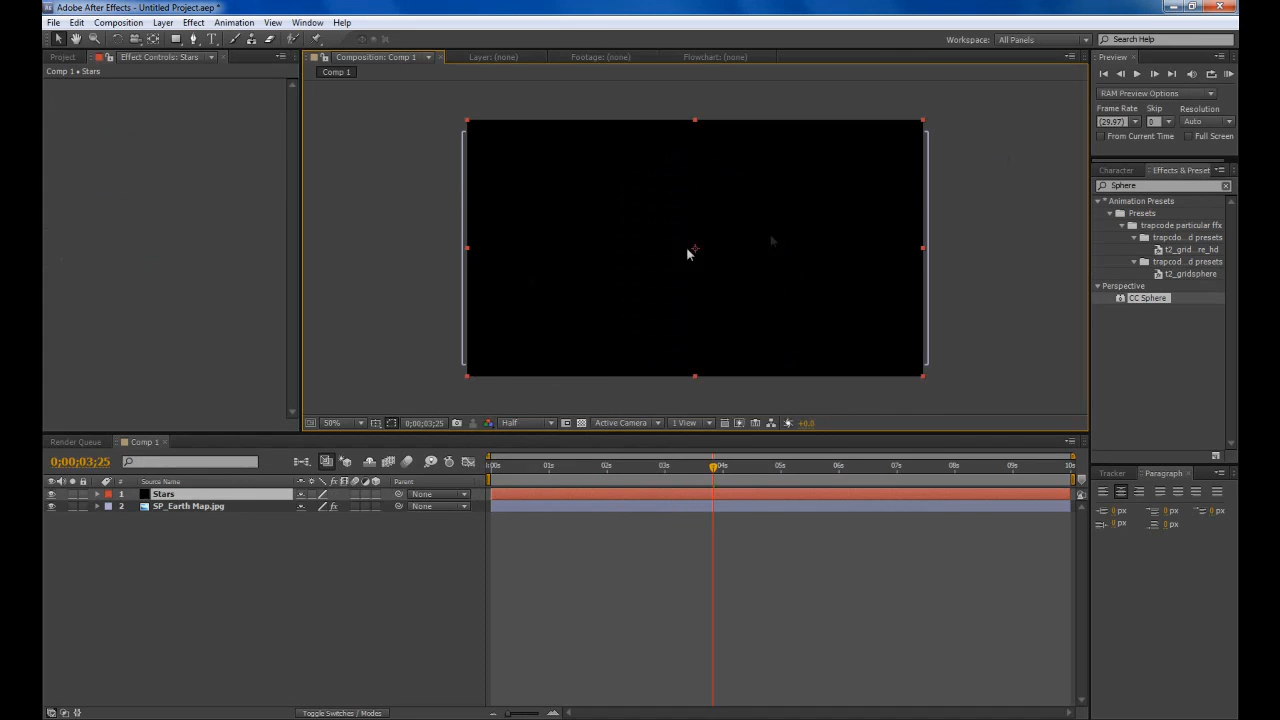 Adobe After Effects - Untitled Project.aep *
File Edit Composition Layer Effect Animation View Window Help
Workspace: All Panels
Search Help
Project
Effect Controls: Stars
Composition: Comp 1
Layer: (none)
Footage: (none)
Flowchart: (none)
Preview
Comp 1 • Stars
Comp 1
RAM Preview Options
Frame Rate Skip Resolution
(29.97) 0 Auto
From Current Time Full Screen
Character
Effects & Preset
Sphere
* Animation Presets
Presets
trapcode particular ffx
trapcdo...d presets
t2_grid...re_hd
trapcod...d presets
t2_gridsphere
Perspective
CC Sphere
50%
0;00;03;25
Half
Active Camera
1 View
+0.0
Render Queue
Comp 1
0;00;03;25
:00s 01s 02s 03s 04s 05s 06s 07s 08s 09s 10s
# Source Name
Parent
1 Stars None
2 SP_Earth Map.jpg None
Tracker
Paragraph
0 px 0 px 0 px
0 px 0 px
Toggle Switches / Modes